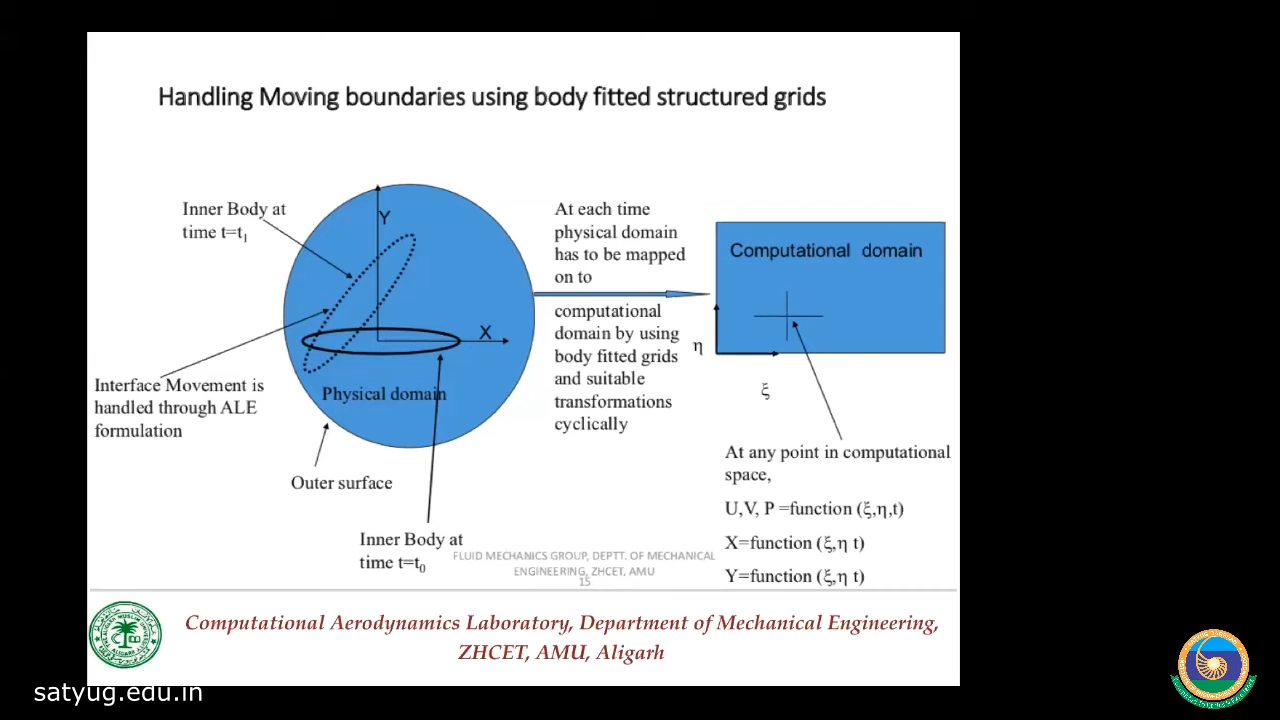 Handling Moving boundaries using body fitted structured grids
Inner Body at
time t=t1
Y
X
Physical domain
Interface Movement is
handled through ALE
formulation
Outer surface
Inner Body at
time t=t0
At each time
physical domain
has to be mapped
on to
computational
domain by using
body fitted grids
and suitable
transformations
cyclically
Computational domain
η
ξ
At any point in computational
space,
U,V, P =function (ξ,η,t)
X=function (ξ,η t)
Y=function (ξ,η t)
FLUID MECHANICS GROUP, DEPTT. OF MECHANICAL
ENGINEERING, ZHCET, AMU
15
Computational Aerodynamics Laboratory, Department of Mechanical Engineering,
ZHCET, AMU, Aligarh
satyug.edu.in